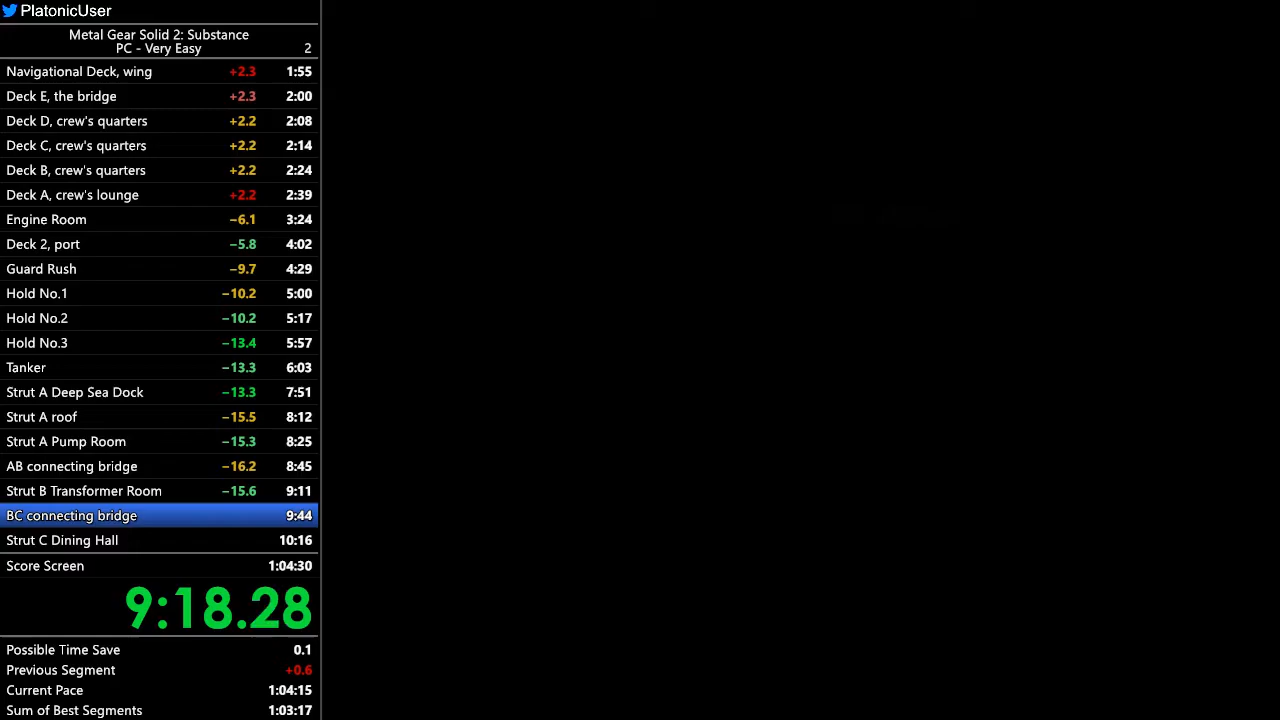 PlatonicUser
Metal Gear Solid 2: Substance
PC - Very Easy 2
Navigational Deck, wing +2.3 1:55
Deck E, the bridge +2.3 2:00
Deck D, crew's quarters +2.2 2:08
Deck C, crew's quarters +2.2 2:14
Deck B, crew's quarters +2.2 2:24
Deck A, crew's lounge +2.2 2:39
Engine Room −6.1 3:24
Deck 2, port −5.8 4:02
Guard Rush −9.7 4:29
Hold No.1 −10.2 5:00
Hold No.2 −10.2 5:17
Hold No.3 −13.4 5:57
Tanker −13.3 6:03
Strut A Deep Sea Dock −13.3 7:51
Strut A roof −15.5 8:12
Strut A Pump Room −15.3 8:25
AB connecting bridge −16.2 8:45
Strut B Transformer Room −15.6 9:11
BC connecting bridge 9:44
Strut C Dining Hall 10:16
Score Screen 1:04:30
9:18.28
Possible Time Save 0.1
Previous Segment +0.6
Current Pace 1:04:15
Sum of Best Segments 1:03:17